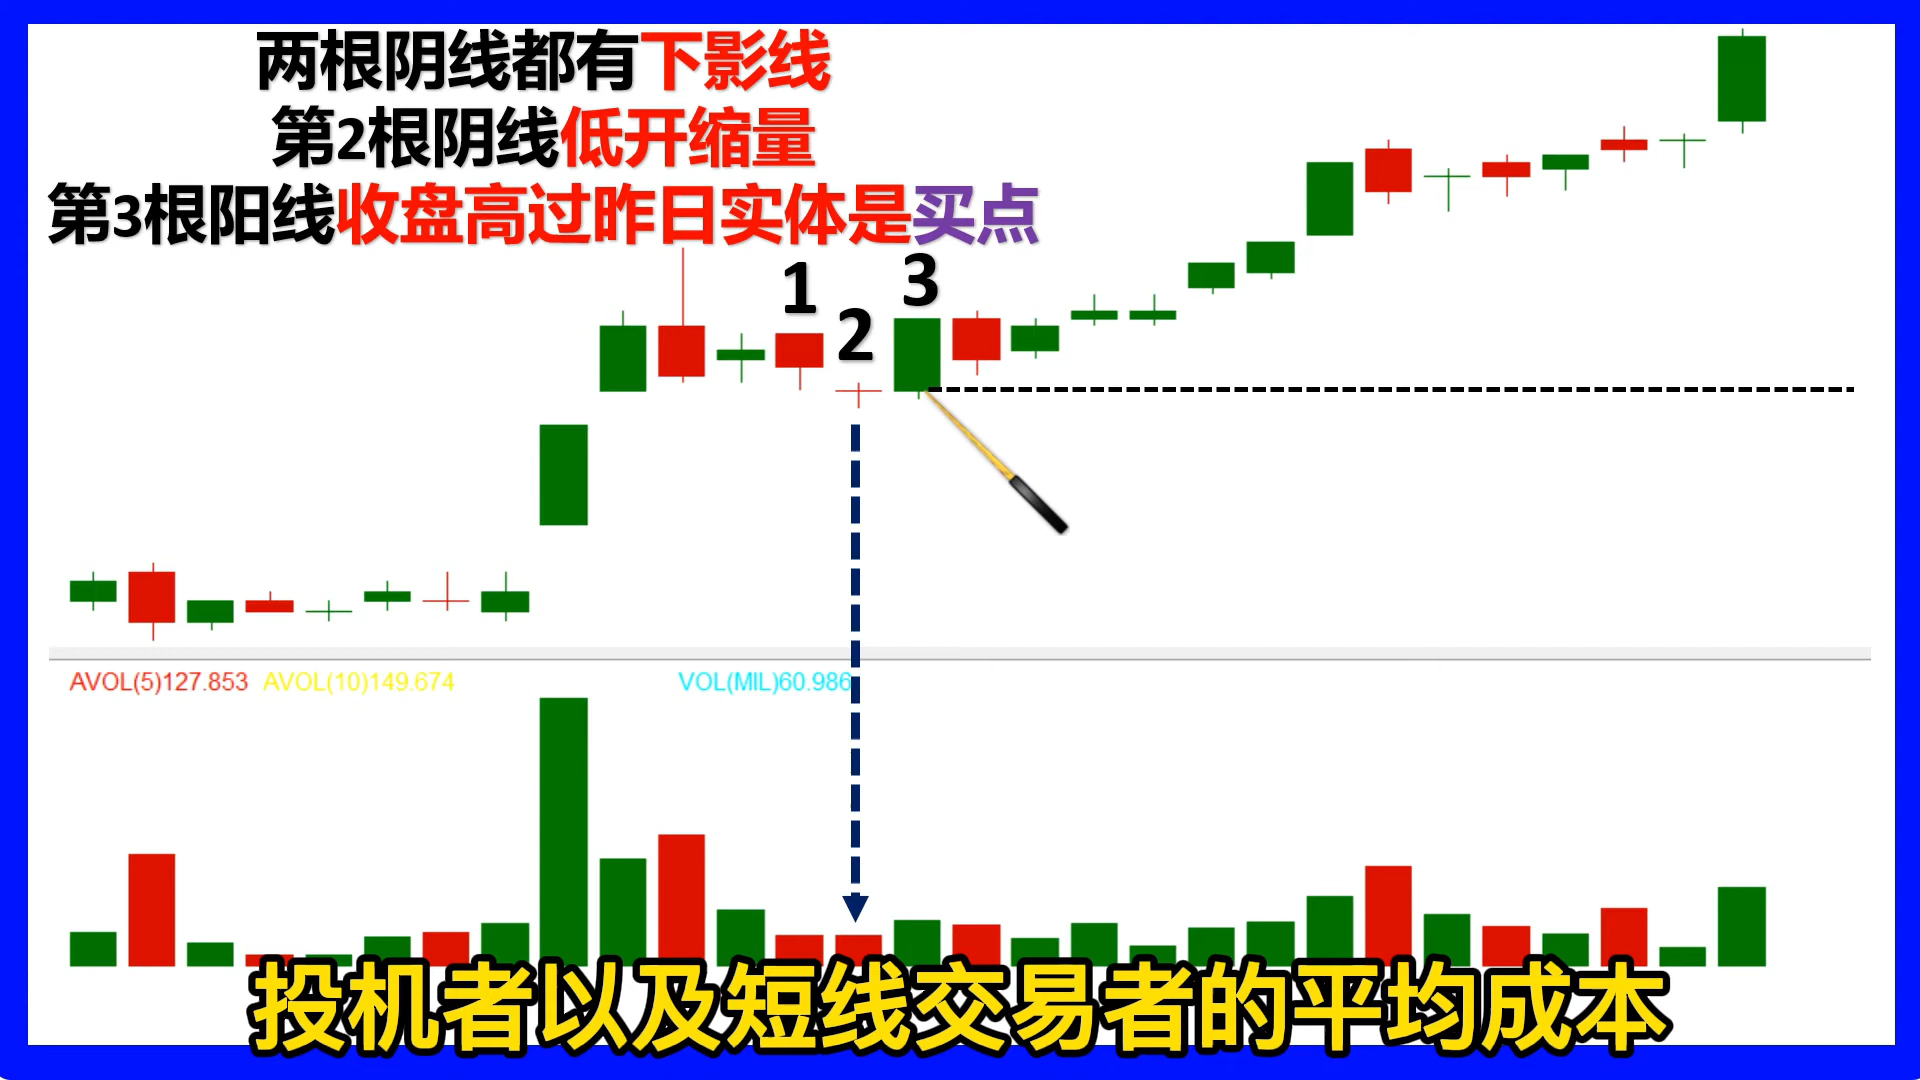 两根阴线都有下影线
第2根阴线低开缩量
第3根阳线收盘高过昨日实体是买点
1
2
3
AVOL(5)127.853 AVOL(10)149.674 VOL(MIL)60.986
投机者以及短线交易者的平均成本